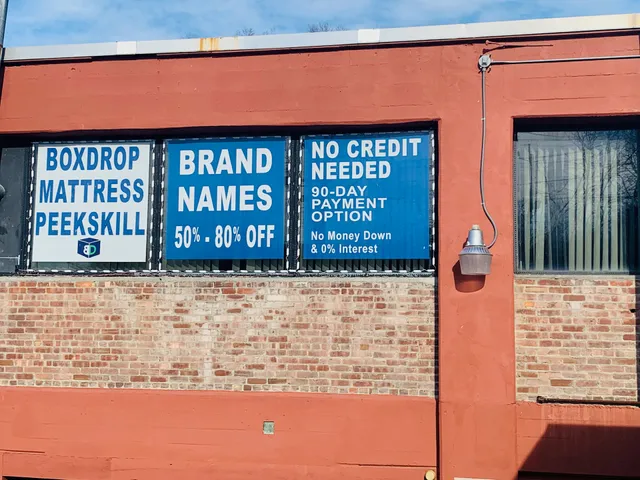 BOXDROP
MATTRESS
PEEKSKILL
BD
BRAND
NAMES
50% - 80% OFF
NO CREDIT
NEEDED
90-DAY
PAYMENT
OPTION
No Money Down
& 0% Interest